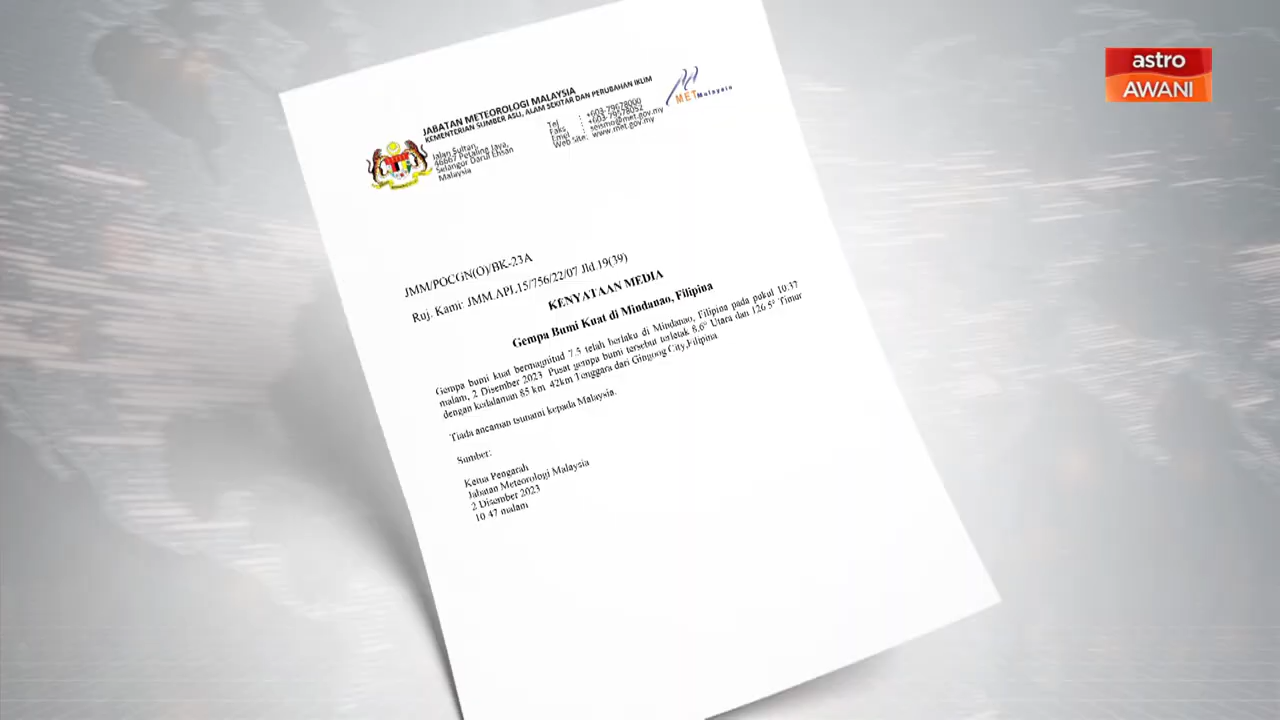 astro
AWANI
JABATAN METEOROLOGI MALAYSIA
KEMENTERIAN SUMBER ASLI, ALAM SEKITAR DAN PERUBAHAN IKLIM
Jalan Sultan,
46667 Petaling Jaya,
Selangor Darul Ehsan
Malaysia
Tel : +603-79678000
Faks : +603-79578052
Emel : seismo@met.gov.my
Web site: www.met.gov.my
METMalaysia
JMM/POCGN(O)/BK-23A
Ruj. Kami: JMM.API.15/756/22/07 Jld.19(39)
KENYATAAN MEDIA
Gempa Bumi Kuat di Mindanao, Filipina
Gempa bumi kuat bermagnitud 7.5 telah berlaku di Mindanao, Filipina pada pukul 10:37
malam, 2 Disember 2023. Pusat gempa bumi tersebut terletak 8.6° Utara dan 126.5° Timur
dengan kedalaman 85 km 42km Tenggara dari Gingoog City,Filipina
Tiada ancaman tsunami kepada Malaysia.
Sumber:
Ketua Pengarah
Jabatan Meteorologi Malaysia
2 Disember 2023
10:47 malam